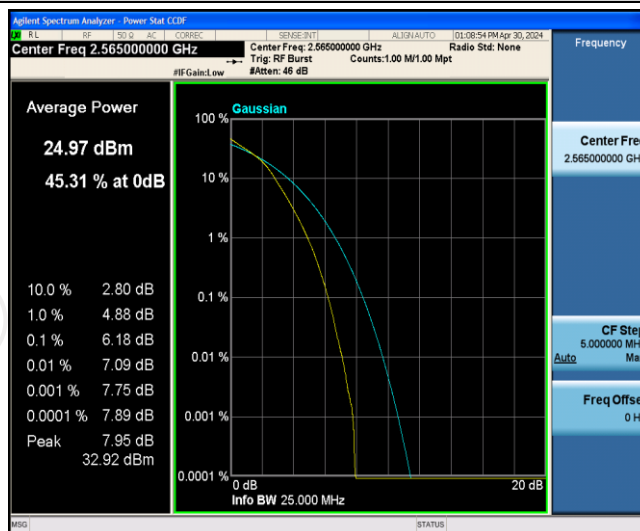 Agilent Spectrum Analyzer - Power Stat CCDF
RL RF 50 Ω AC CORREC SENSE:INT ALIGN AUTO 01:08:54 PM Apr 30, 2024
Center Freq 2.565000000 GHz
Center Freq: 2.565000000 GHz Radio Std: None
Trig: RF Burst Counts:1.00 M/1.00 Mpt
#IFGain:Low #Atten: 46 dB
Frequency
Average Power
24.97 dBm
45.31 % at 0dB
10.0 % 2.80 dB
1.0 % 4.88 dB
0.1 % 6.18 dB
0.01 % 7.09 dB
0.001 % 7.75 dB
0.0001 % 7.89 dB
Peak 7.95 dB
32.92 dBm
Gaussian
100 %
10 %
1 %
0.1 %
0.01 %
0.001 %
0.0001 %
0 dB 20 dB
Info BW 25.000 MHz
Center Fre
2.565000000 GH
CF Ste
5.000000 MH
Auto Ma
Freq Offse
0 H
MSG STATUS